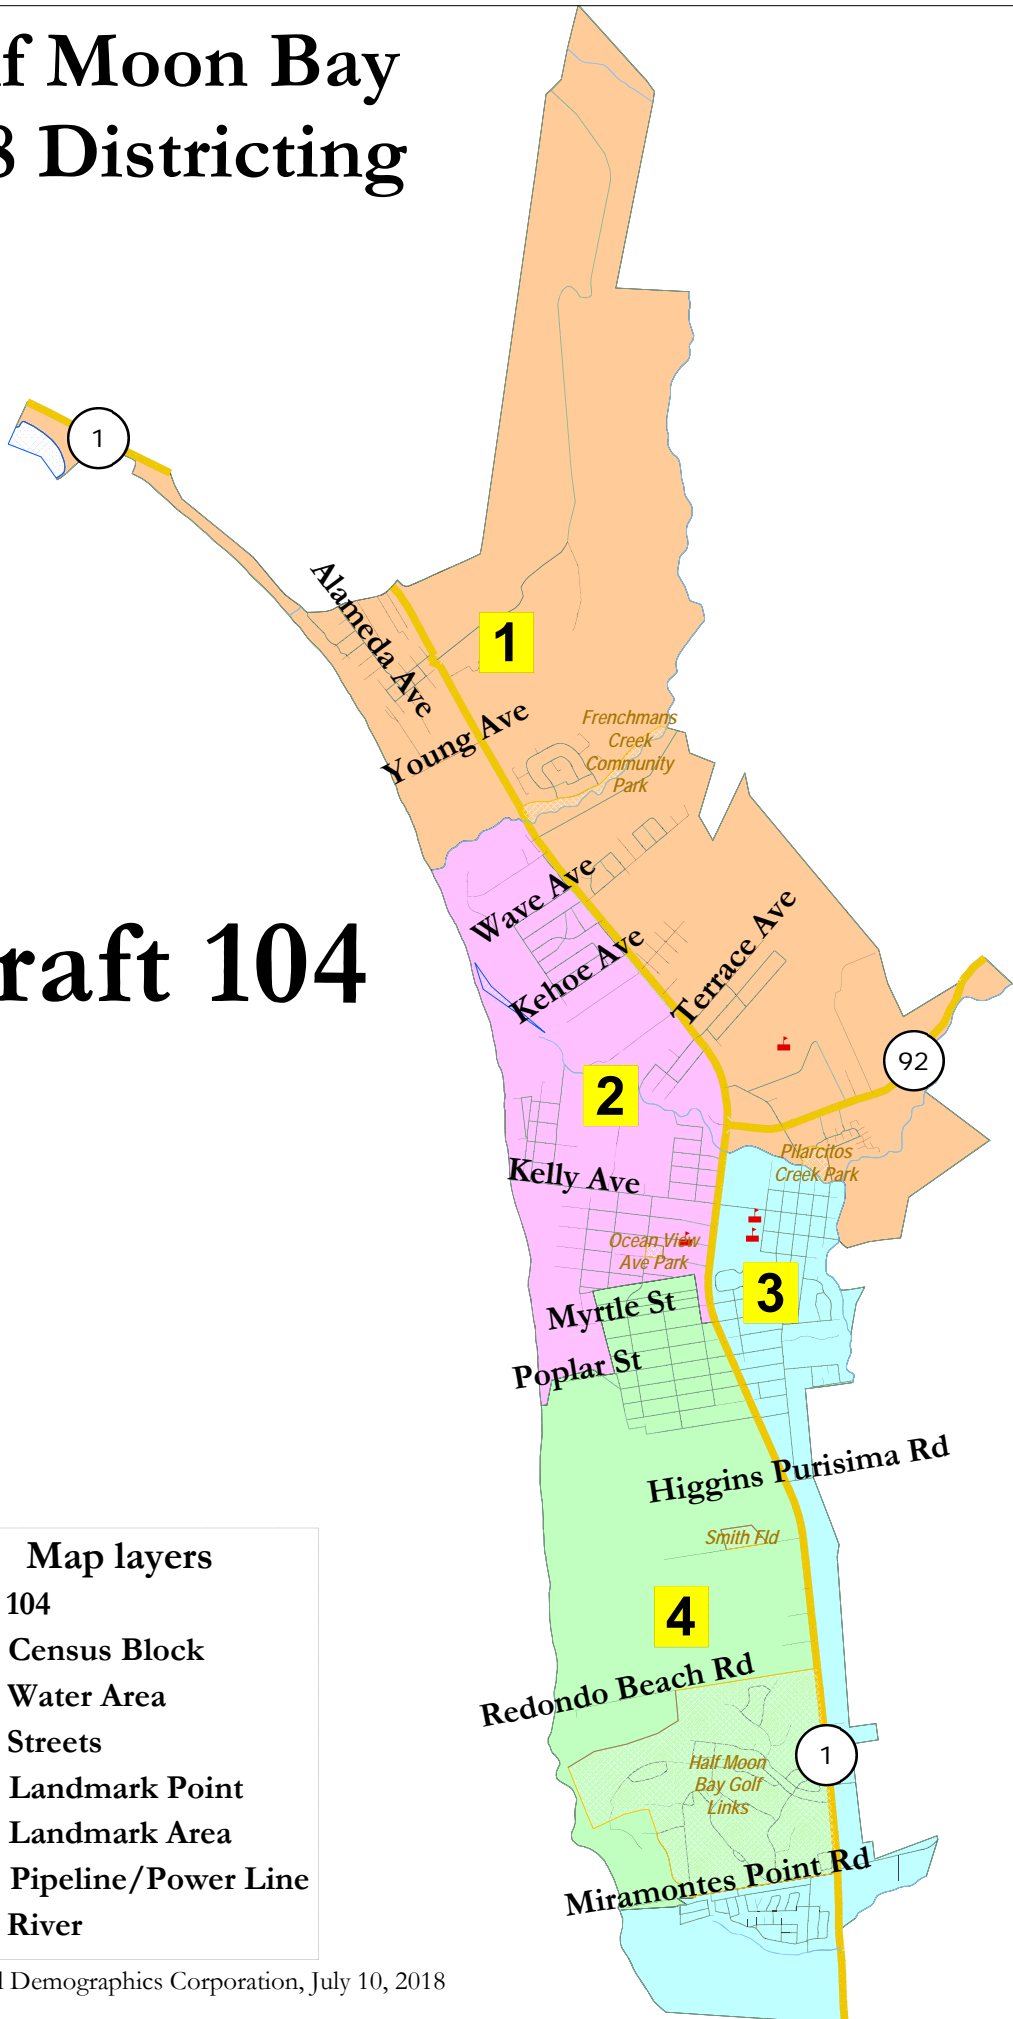 f Moon Bay
8 Districting
1
Alameda Ave
1
Young Ave
Frenchmans
Creek
Community
Park
Wave Ave
Kehoe Ave
Terrace Ave
raft 104
92
2
Pilarcitos
Creek Park
Kelly Ave
Ocean View
Ave Park
3
Myrtle St
Poplar St
Higgins Purisima Rd
Smith Fld
4
Redondo Beach Rd
1
Half Moon
Bay Golf
Links
Miramontes Point Rd
Map layers
104
Census Block
Water Area
Streets
Landmark Point
Landmark Area
Pipeline/Power Line
River
l Demographics Corporation, July 10, 2018